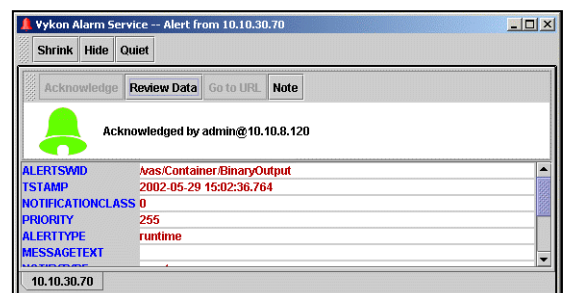 Vykon Alarm Service -- Alert from 10.10.30.70
Shrink Hide Quiet
Acknowledge Review Data Go to URL Note
Acknowledged by admin@10.10.8.120
ALERTSWID /vas/Container/BinaryOutput
TSTAMP 2002-05-29 15:02:36.764
NOTIFICATIONCLASS 0
PRIORITY 255
ALERTTYPE runtime
MESSAGETEXT
10.10.30.70